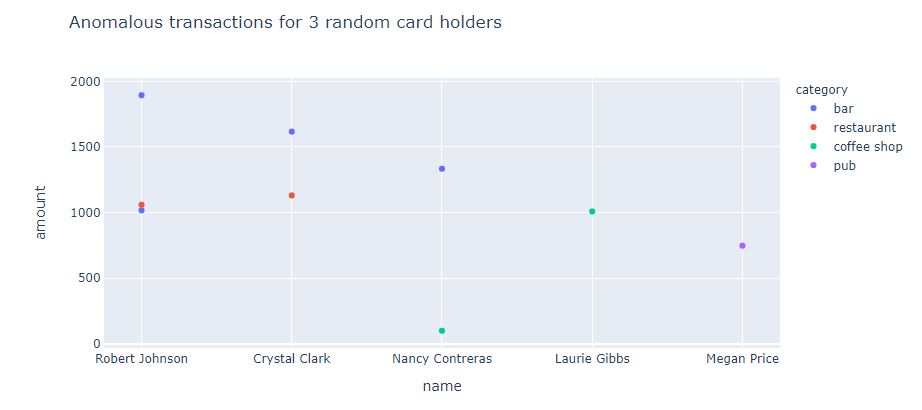 Anomalous transactions for 3 random card holders
category
bar
restaurant
coffee shop
pub
2000
1500
1000
500
0
amount
Robert Johnson
Crystal Clark
Nancy Contreras
Laurie Gibbs
Megan Price
name